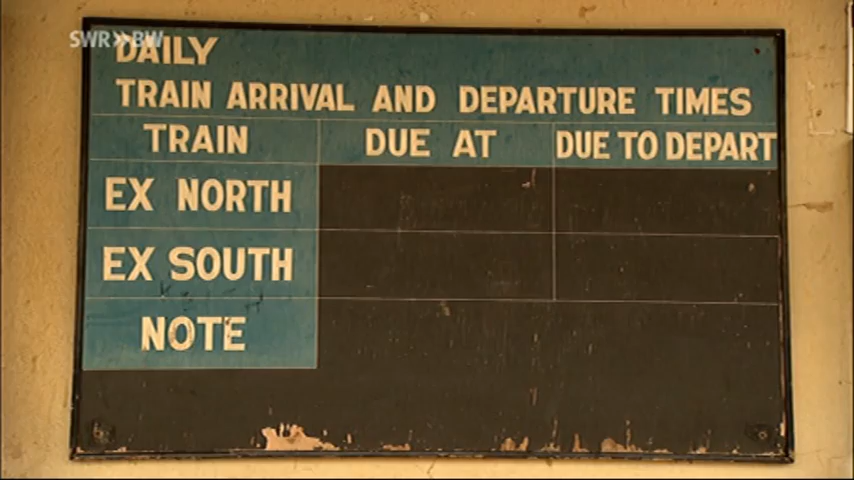 SWR»BW
DAILY
TRAIN ARRIVAL AND DEPARTURE TIMES
TRAIN DUE AT DUE TO DEPART
EX NORTH
EX SOUTH
NOTE